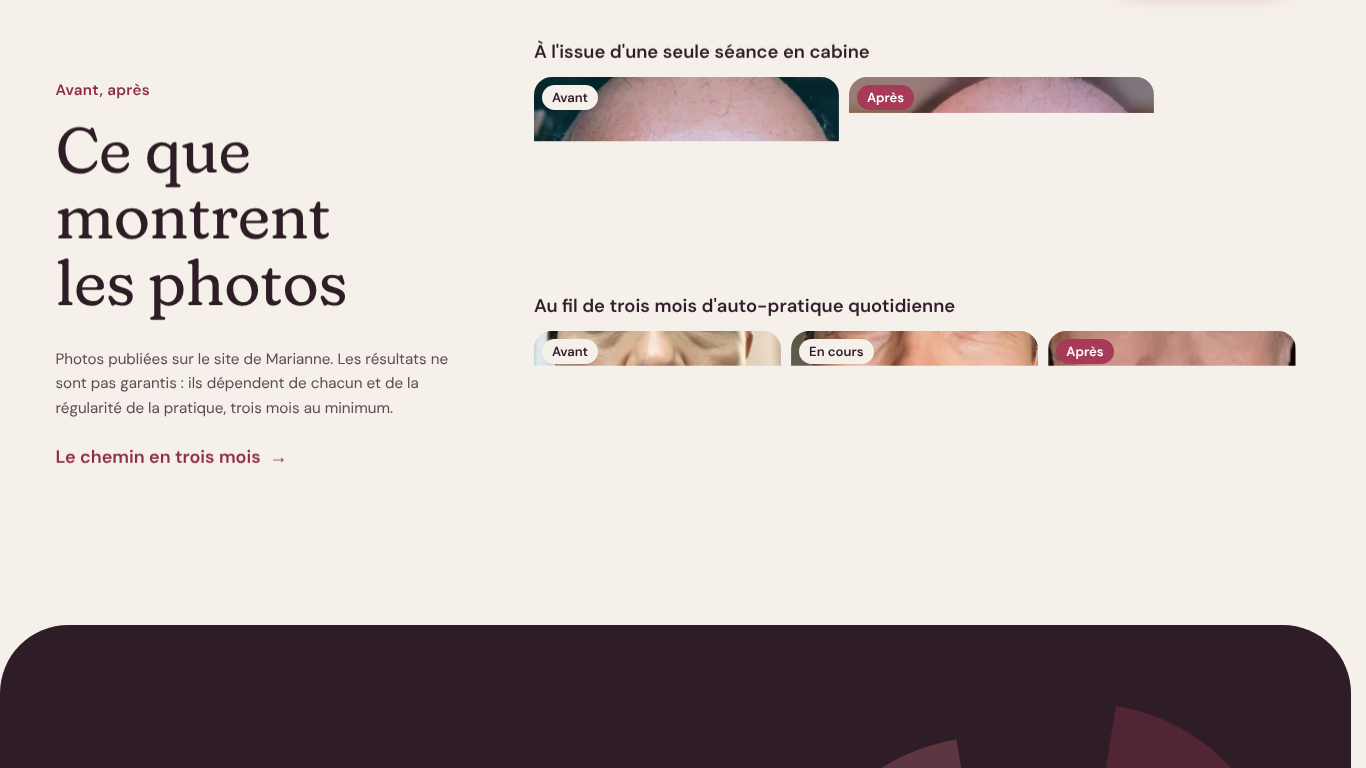 Avant, après
Ce que
montrent
les photos
Photos publiées sur le site de Marianne. Les résultats ne
sont pas garantis : ils dépendent de chacun et de la
régularité de la pratique, trois mois au minimum.
Le chemin en trois mois →
À l'issue d'une seule séance en cabine
Avant
Après
Au fil de trois mois d'auto-pratique quotidienne
Avant
En cours
Après